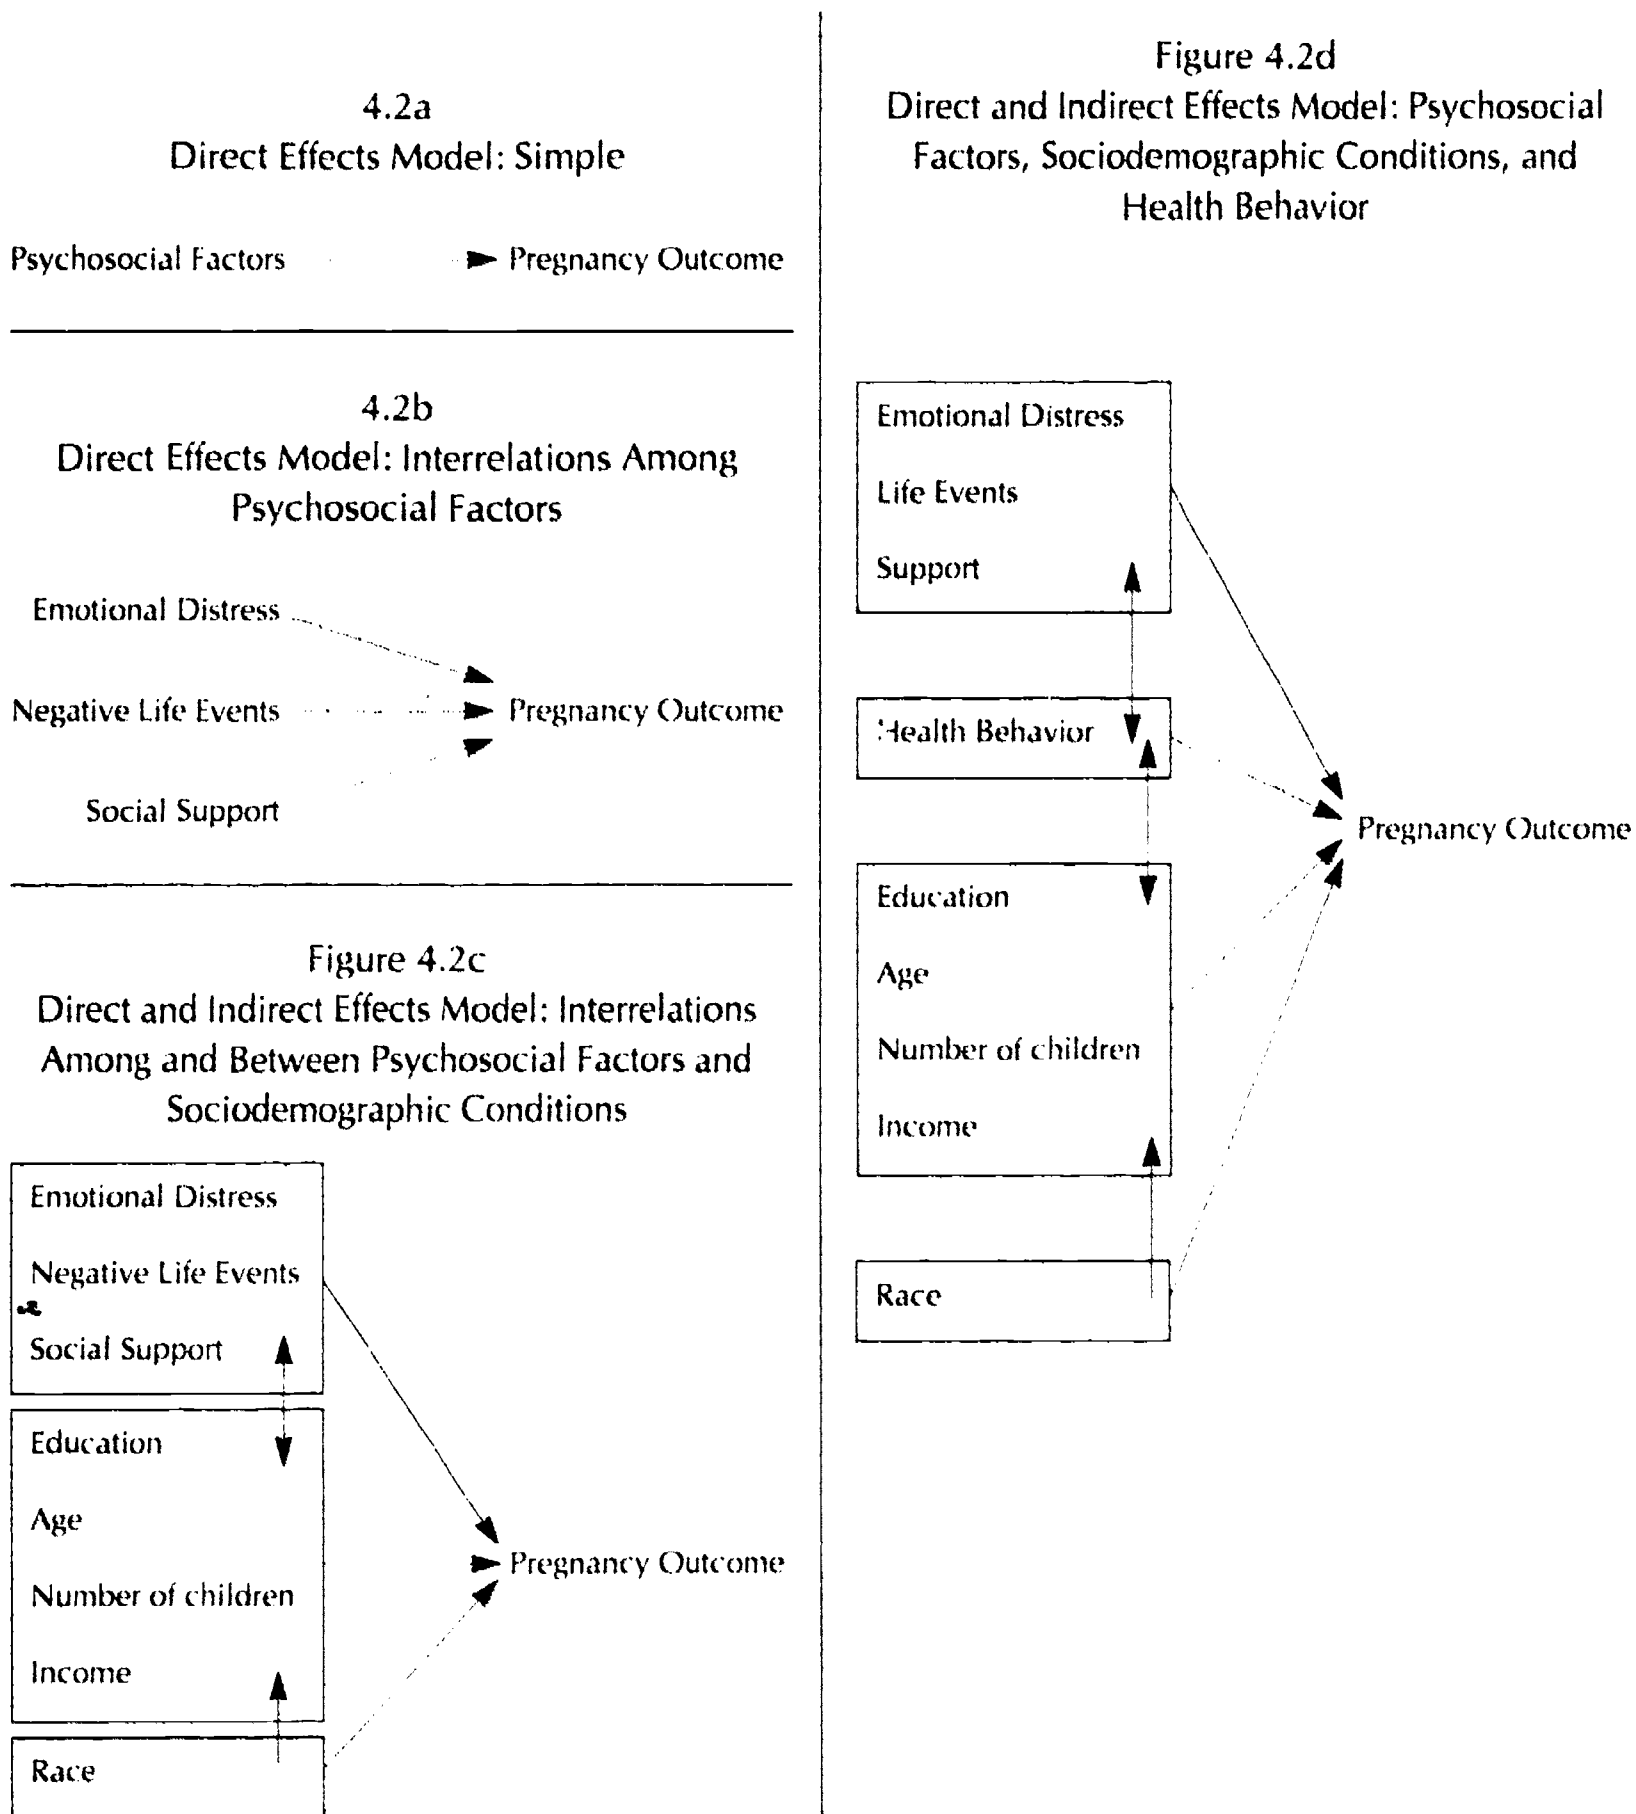 4.2a
Direct Effects Model: Simple
Psychosocial Factors
Pregnancy Outcome
4.2b
Direct Effects Model: Interrelations Among
Psychosocial Factors
Emotional Distress
Negative Life Events
Pregnancy Outcome
Social Support
Figure 4.2c
Direct and Indirect Effects Model: Interrelations
Among and Between Psychosocial Factors and
Sociodemographic Conditions
Emotional Distress
Negative Life Events
Social Support
Education
Age
Number of children
Income
Race
Pregnancy Outcome
Figure 4.2d
Direct and Indirect Effects Model: Psychosocial
Factors, Sociodemographic Conditions, and
Health Behavior
Emotional Distress
Life Events
Support
Health Behavior
Education
Age
Number of children
Income
Race
Pregnancy Outcome